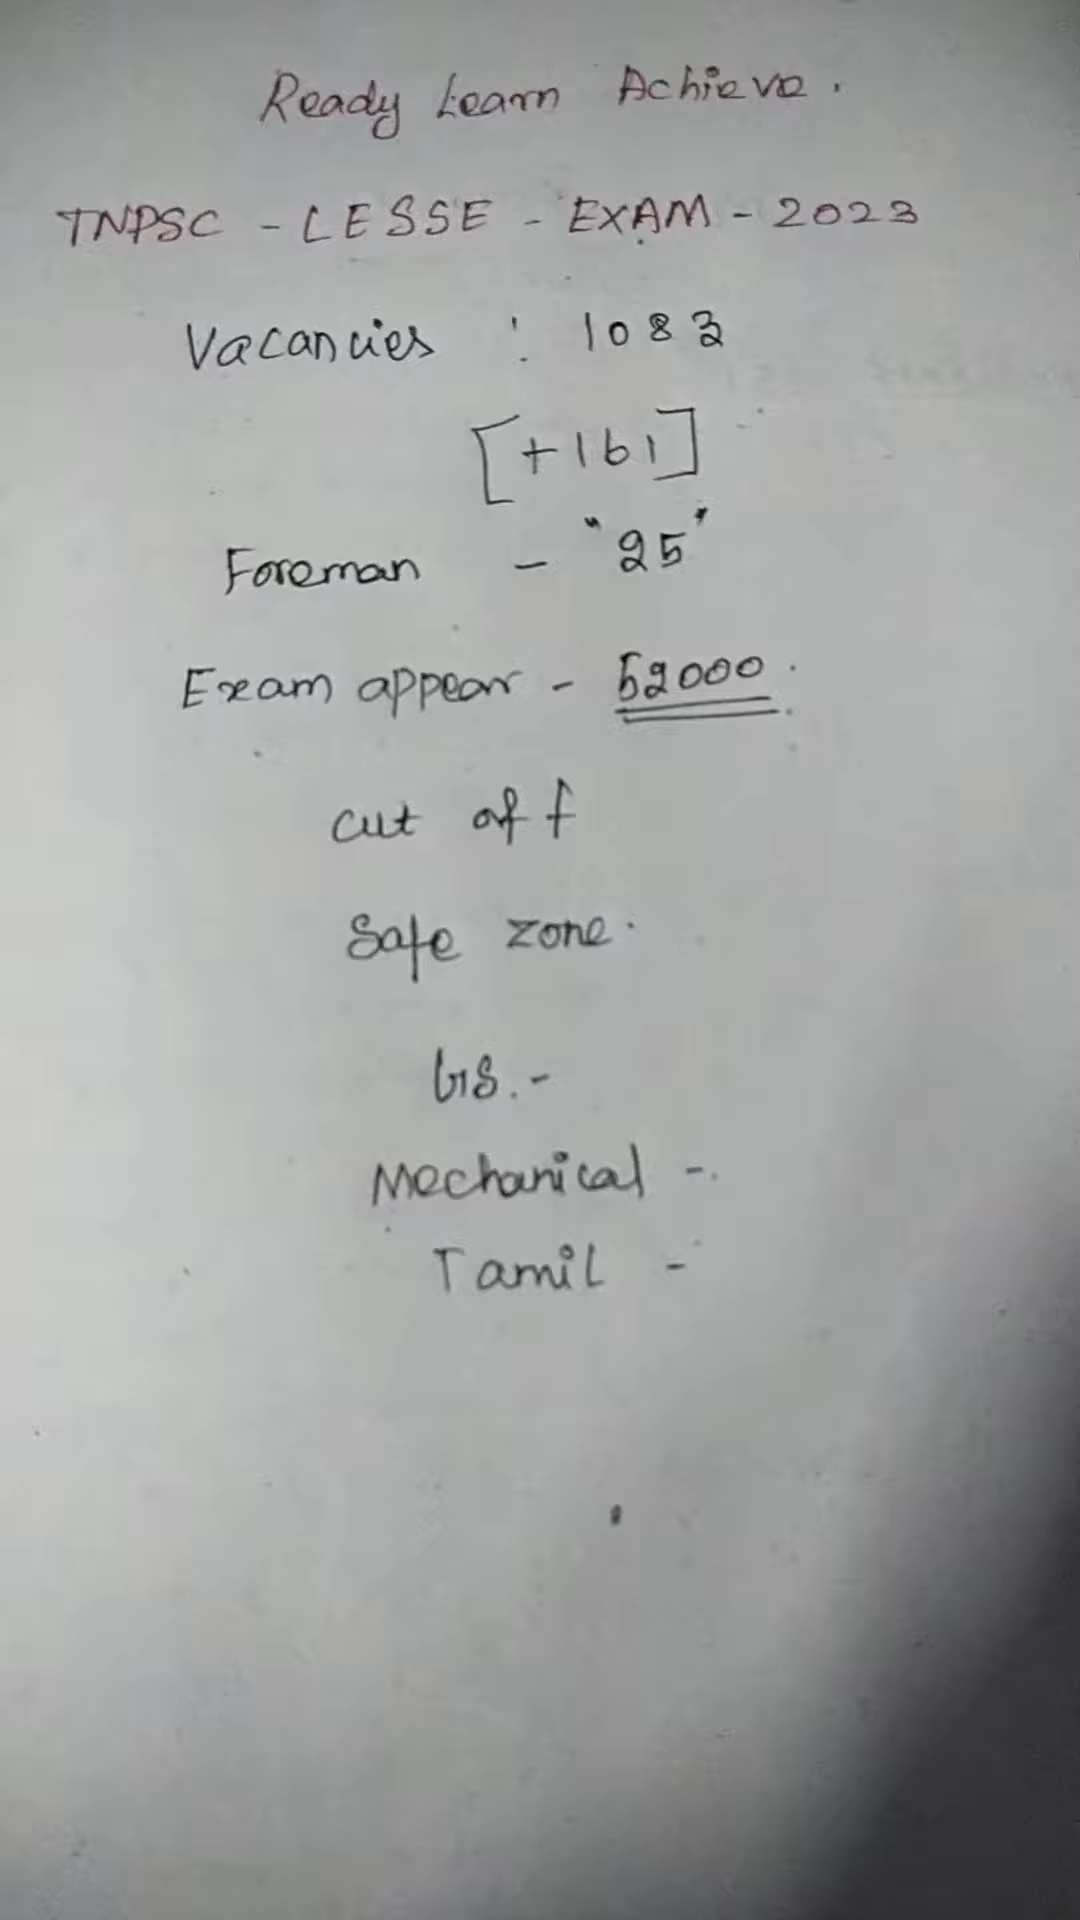 Ready Learn Achieve.
TNPSC - LESSE - EXAM - 2023
Vacancies : 1083
[+161]
Foreman - "25"
Exam appear - 52000.
cut off
Safe zone.
GS. -
Mechanical -
Tamil -